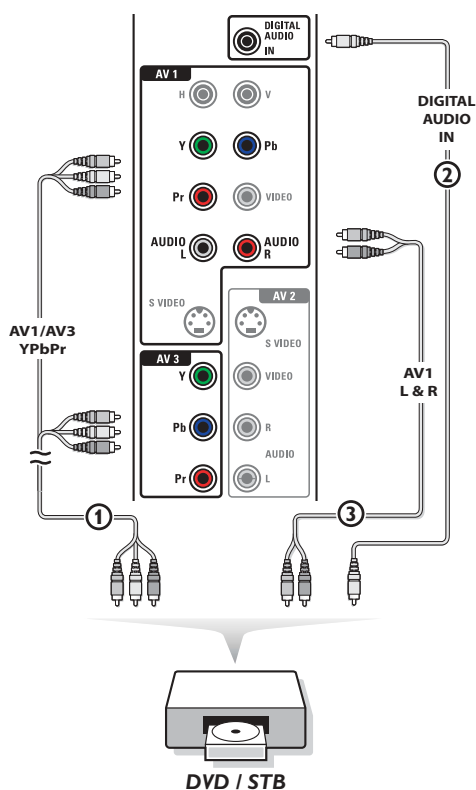 DIGITAL
AUDIO
IN
AV 1
H
V
Y
Pb
Pr
VIDEO
AUDIO
L
AUDIO
R
S VIDEO
AV 2
S VIDEO
VIDEO
R
AUDIO
L
AV 3
Y
Pb
Pr
AV1/AV3
YPbPr
1
DIGITAL
AUDIO
IN
2
AV1
L & R
3
DVD / STB